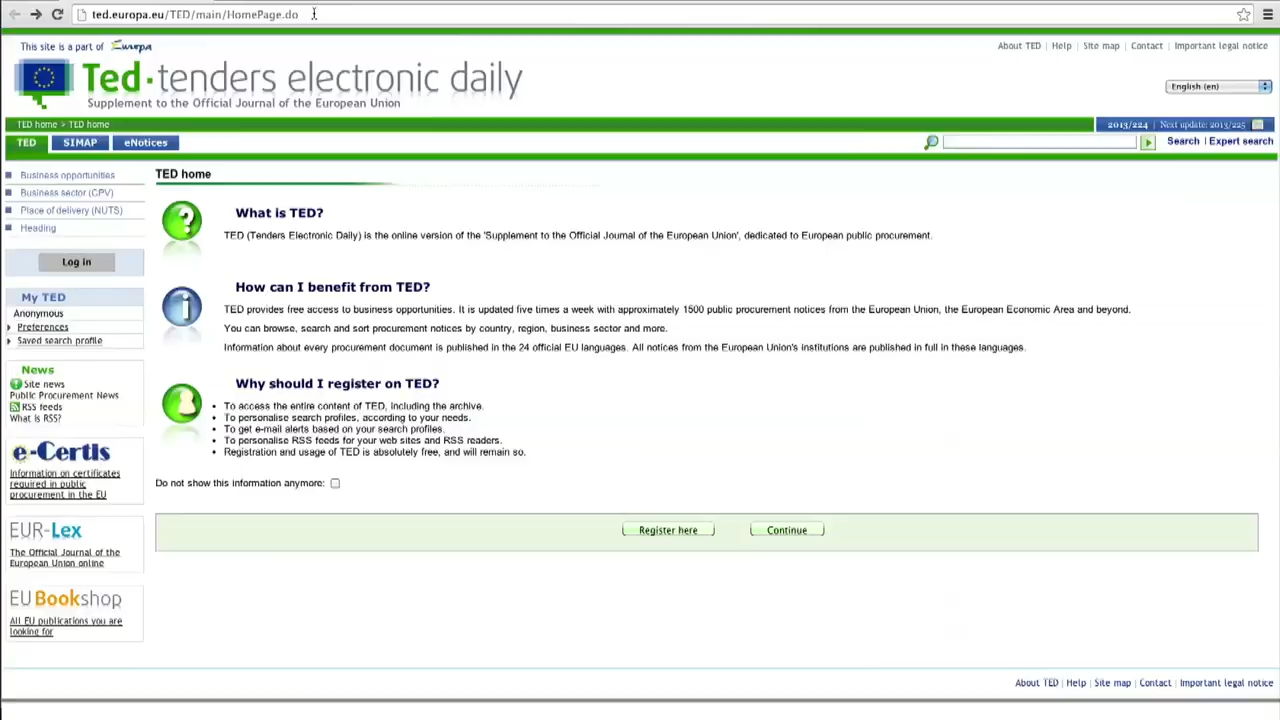 ted.europa.eu/TED/main/HomePage.do
This site is a part of Europa
About TED | Help | Site map | Contact | Important legal notice
Ted·tenders electronic daily
Supplement to the Official Journal of the European Union
English (en)
TED home > TED home
2013/224 | Next update: 2013/225
TED SIMAP eNotices
Search | Expert search
Business opportunities
Business sector (CPV)
Place of delivery (NUTS)
Heading
Log in
My TED
Anonymous
Preferences
Saved search profile
News
Site news
Public Procurement News
RSS feeds
What is RSS?
e-Certis
Information on certificates
required in public
procurement in the EU
EUR-Lex
The Official Journal of the
European Union online
EU Bookshop
All EU publications you are
looking for
TED home
What is TED?
TED (Tenders Electronic Daily) is the online version of the 'Supplement to the Official Journal of the European Union', dedicated to European public procurement.
How can I benefit from TED?
TED provides free access to business opportunities. It is updated five times a week with approximately 1500 public procurement notices from the European Union, the European Economic Area and beyond.
You can browse, search and sort procurement notices by country, region, business sector and more.
Information about every procurement document is published in the 24 official EU languages. All notices from the European Union's institutions are published in full in these languages.
Why should I register on TED?
• To access the entire content of TED, including the archive.
• To personalise search profiles, according to your needs.
• To get e-mail alerts based on your search profiles.
• To personalise RSS feeds for your web sites and RSS readers.
• Registration and usage of TED is absolutely free, and will remain so.
Do not show this information anymore:
Register here Continue
About TED | Help | Site map | Contact | Important legal notice